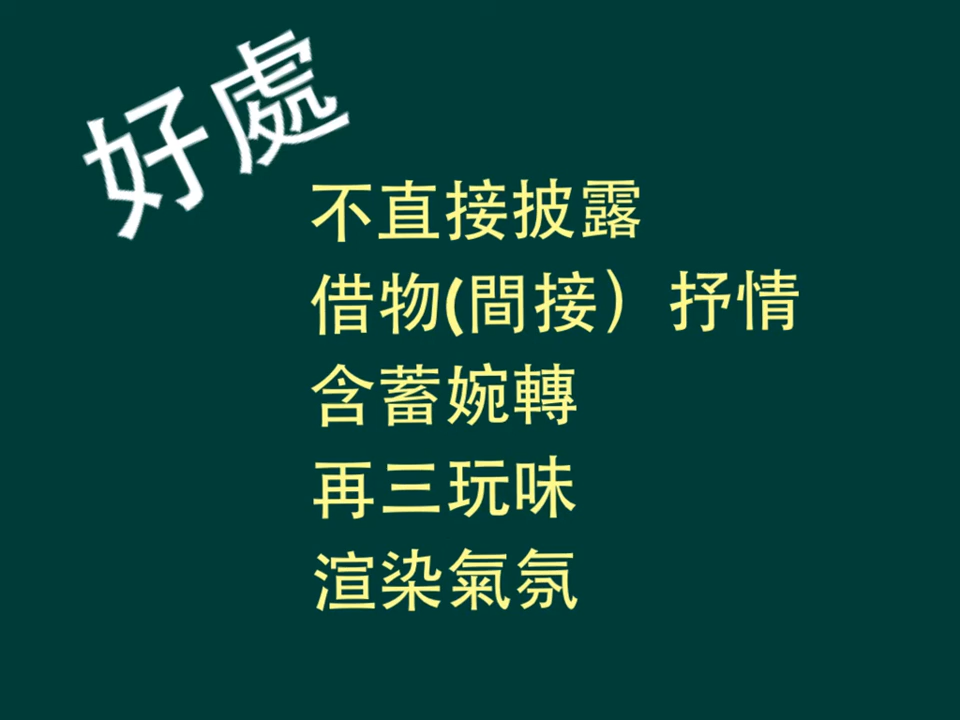 好處
不直接披露
借物(間接）抒情
含蓄婉轉
再三玩味
渲染氣氛